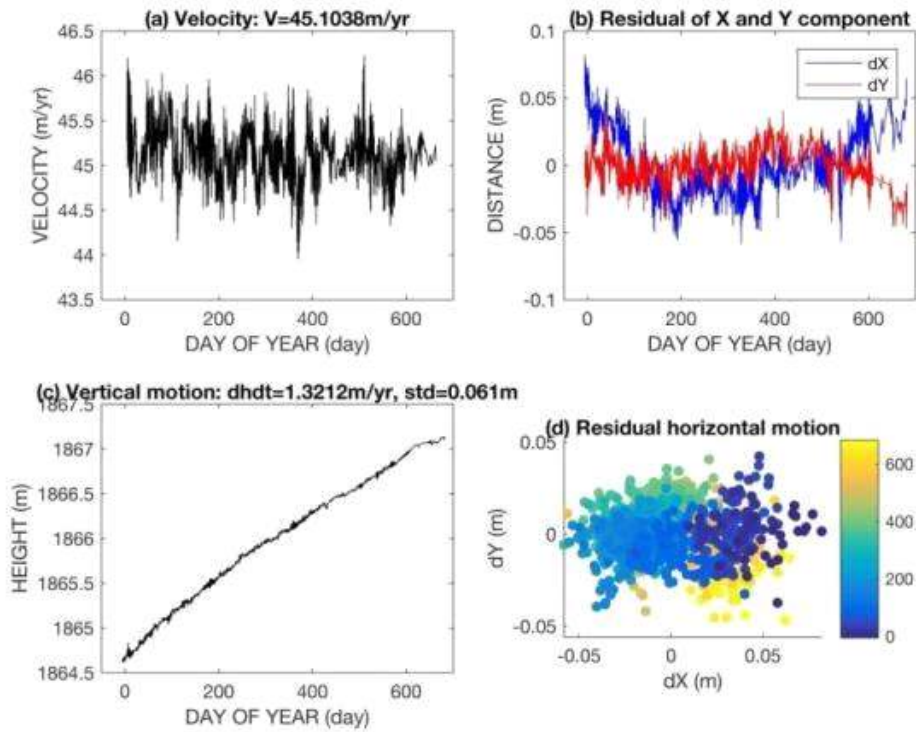 (a) Velocity: V=45.1038m/yr
46.5
46
45.5
45
44.5
44
43.5
VELOCITY (m/yr)
0 200 400 600
DAY OF YEAR (day)
(b) Residual of X and Y component
0.1
0.05
0
-0.05
-0.1
DISTANCE (m)
dX
dY
0 200 400 600
DAY OF YEAR (day)
(c) Vertical motion: dhdt=1.3212m/yr, std=0.061m
1867.5
1867
1866.5
1866
1865.5
1865
1864.5
HEIGHT (m)
0 200 400 600
DAY OF YEAR (day)
(d) Residual horizontal motion
0.05
0
-0.05
dY (m)
-0.05 0 0.05
dX (m)
600
400
200
0